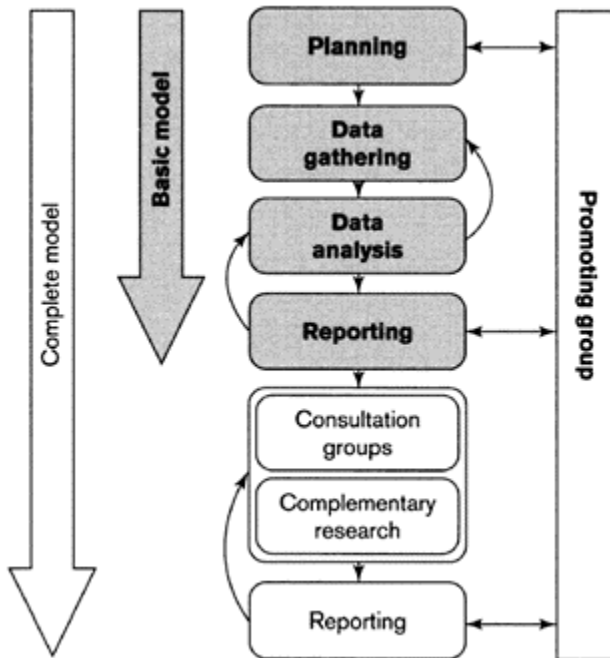 Complete model
Basic model
Planning
Data
gathering
Data
analysis
Reporting
Consultation
groups
Complementary
research
Reporting
Promoting group